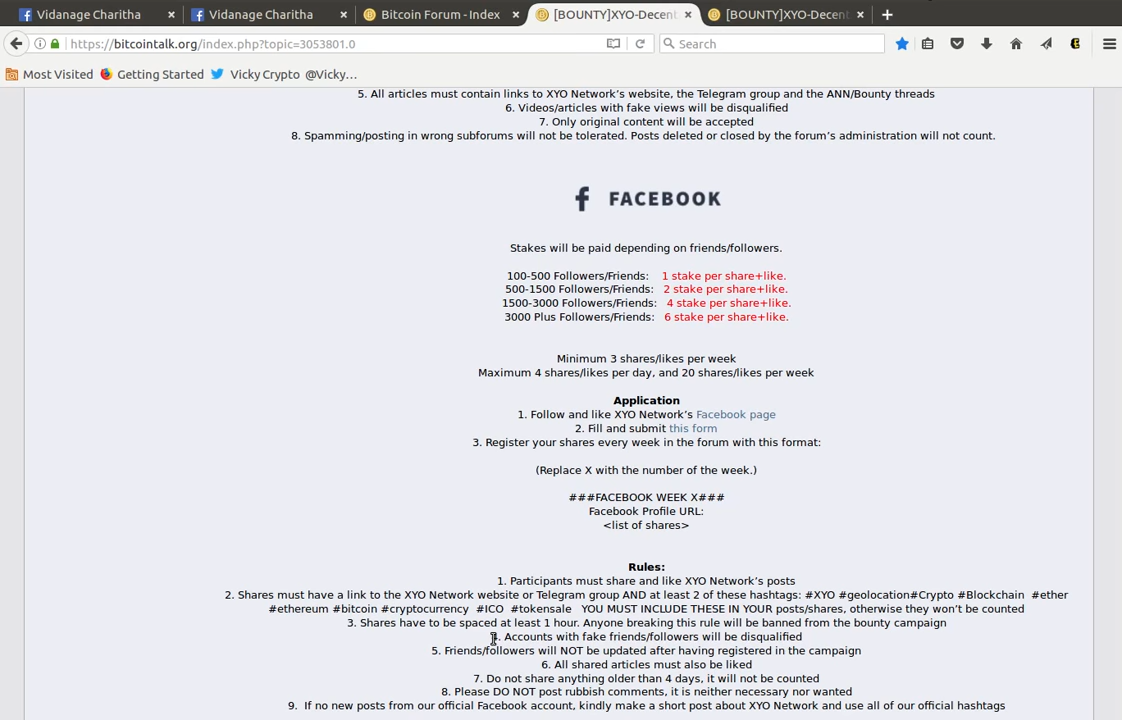 Vidanage Charitha
Vidanage Charitha
Bitcoin Forum - Index
[BOUNTY]XYO-Decent
[BOUNTY]XYO-Decent
https://bitcointalk.org/index.php?topic=3053801.0
Search
Most Visited
Getting Started
Vicky Crypto @Vicky...
5. All articles must contain links to XYO Network's website, the Telegram group and the ANN/Bounty threads
6. Videos/articles with fake views will be disqualified
7. Only original content will be accepted
8. Spamming/posting in wrong subforums will not be tolerated. Posts deleted or closed by the forum's administration will not count.
f FACEBOOK
Stakes will be paid depending on friends/followers.
100-500 Followers/Friends: 1 stake per share+like.
500-1500 Followers/Friends: 2 stake per share+like.
1500-3000 Followers/Friends: 4 stake per share+like.
3000 Plus Followers/Friends: 6 stake per share+like.
Minimum 3 shares/likes per week
Maximum 4 shares/likes per day, and 20 shares/likes per week
Application
1. Follow and like XYO Network's Facebook page
2. Fill and submit this form
3. Register your shares every week in the forum with this format:
(Replace X with the number of the week.)
###FACEBOOK WEEK X###
Facebook Profile URL:
<list of shares>
Rules:
1. Participants must share and like XYO Network's posts
2. Shares must have a link to the XYO Network website or Telegram group AND at least 2 of these hashtags: #XYO #geolocation#Crypto #Blockchain #ether
#ethereum #bitcoin #cryptocurrency #ICO #tokensale YOU MUST INCLUDE THESE IN YOUR posts/shares, otherwise they won't be counted
3. Shares have to be spaced at least 1 hour. Anyone breaking this rule will be banned from the bounty campaign
4. Accounts with fake friends/followers will be disqualified
5. Friends/followers will NOT be updated after having registered in the campaign
6. All shared articles must also be liked
7. Do not share anything older than 4 days, it will not be counted
8. Please DO NOT post rubbish comments, it is neither necessary nor wanted
9. If no new posts from our official Facebook account, kindly make a short post about XYO Network and use all of our official hashtags